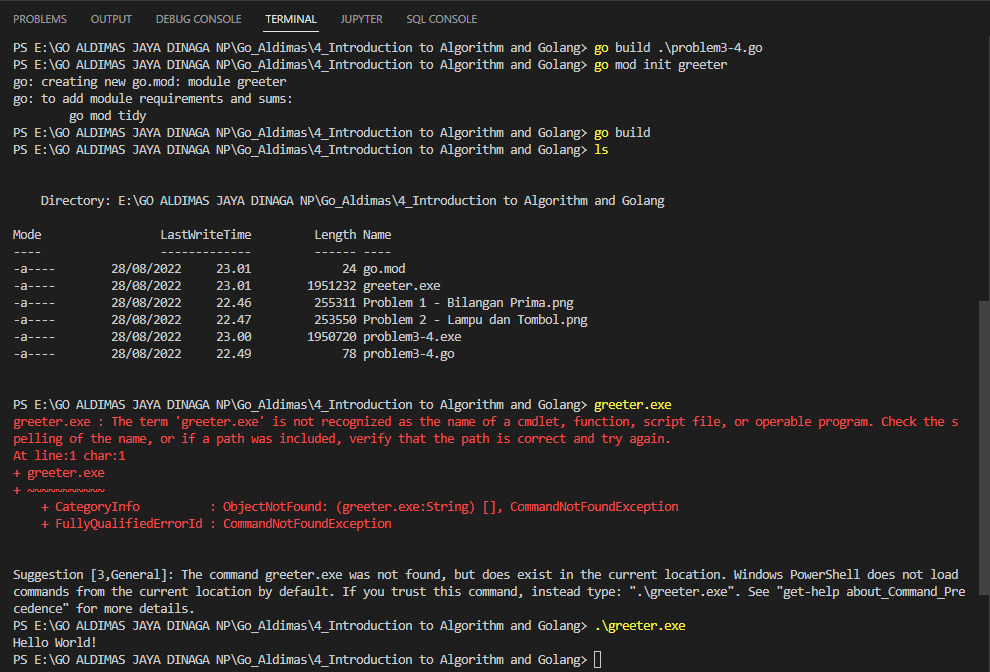 PROBLEMS OUTPUT DEBUG CONSOLE TERMINAL JUPYTER SQL CONSOLE
PS E:\GO ALDIMAS JAYA DINAGA NP\Go_Aldimas\4_Introduction to Algorithm and Golang> go build .\problem3-4.go
PS E:\GO ALDIMAS JAYA DINAGA NP\Go_Aldimas\4_Introduction to Algorithm and Golang> go mod init greeter
go: creating new go.mod: module greeter
go: to add module requirements and sums:
        go mod tidy
PS E:\GO ALDIMAS JAYA DINAGA NP\Go_Aldimas\4_Introduction to Algorithm and Golang> go build
PS E:\GO ALDIMAS JAYA DINAGA NP\Go_Aldimas\4_Introduction to Algorithm and Golang> ls
    Directory: E:\GO ALDIMAS JAYA DINAGA NP\Go_Aldimas\4_Introduction to Algorithm and Golang
Mode                 LastWriteTime         Length Name
----                 -------------         ------ ----
-a----        28/08/2022     23.01             24 go.mod
-a----        28/08/2022     23.01        1951232 greeter.exe
-a----        28/08/2022     22.46         255311 Problem 1 - Bilangan Prima.png
-a----        28/08/2022     22.47         253550 Problem 2 - Lampu dan Tombol.png
-a----        28/08/2022     23.00        1950720 problem3-4.exe
-a----        28/08/2022     22.49             78 problem3-4.go
PS E:\GO ALDIMAS JAYA DINAGA NP\Go_Aldimas\4_Introduction to Algorithm and Golang> greeter.exe
greeter.exe : The term 'greeter.exe' is not recognized as the name of a cmdlet, function, script file, or operable program. Check the s
pelling of the name, or if a path was included, verify that the path is correct and try again.
At line:1 char:1
+ greeter.exe
+ ~~~~~~~~~~~
    + CategoryInfo          : ObjectNotFound: (greeter.exe:String) [], CommandNotFoundException
    + FullyQualifiedErrorId : CommandNotFoundException
Suggestion [3,General]: The command greeter.exe was not found, but does exist in the current location. Windows PowerShell does not load
commands from the current location by default. If you trust this command, instead type: ".\greeter.exe". See "get-help about_Command_Pre
cedence" for more details.
PS E:\GO ALDIMAS JAYA DINAGA NP\Go_Aldimas\4_Introduction to Algorithm and Golang> .\greeter.exe
Hello World!
PS E:\GO ALDIMAS JAYA DINAGA NP\Go_Aldimas\4_Introduction to Algorithm and Golang>